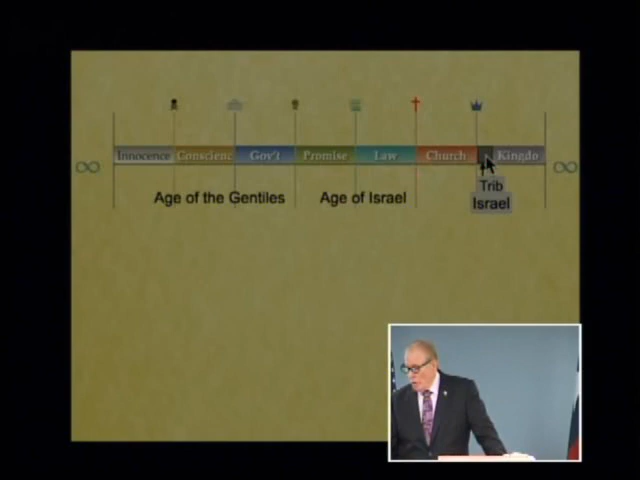 Innocence Conscienc Gov't Promise Law Church Kingdo
Age of the Gentiles Age of Israel Trib
Israel